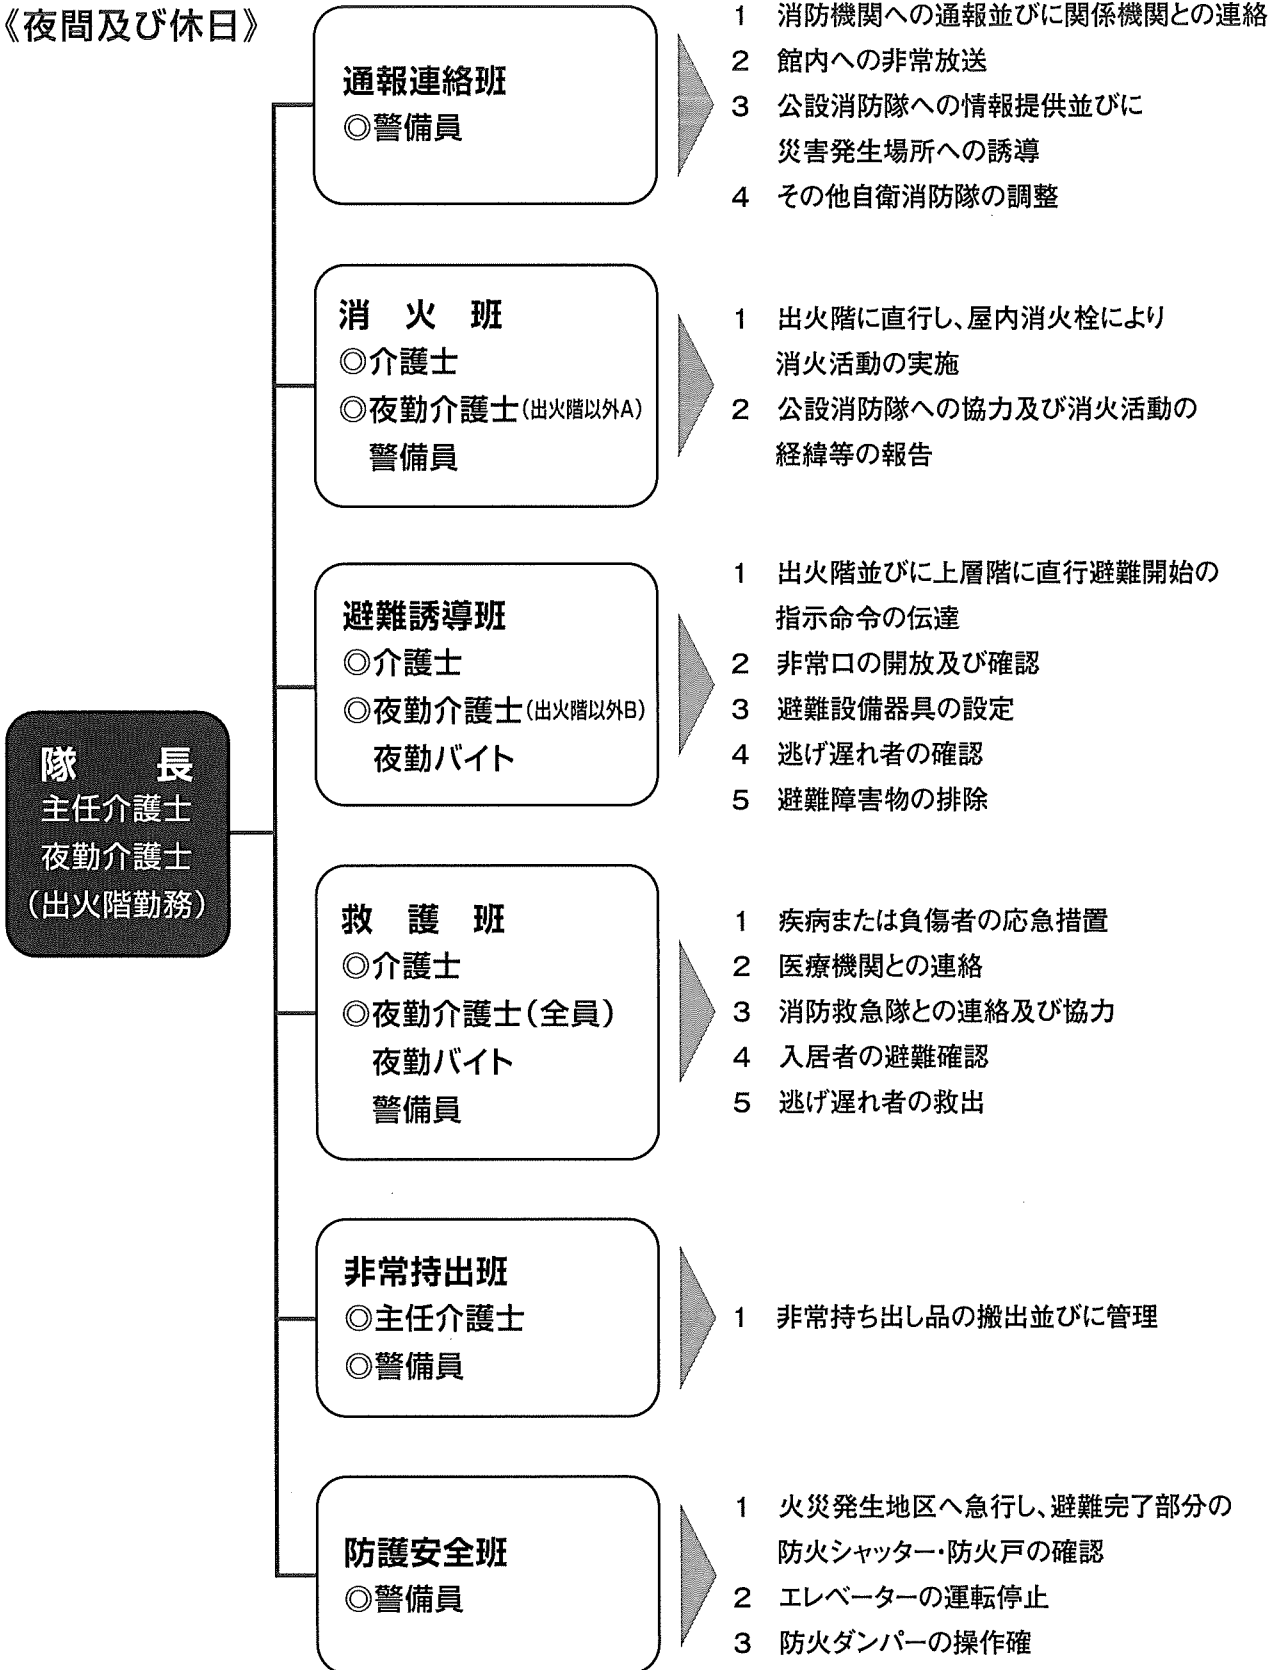 《夜間及び休日》
隊　長
主任介護士
夜勤介護士
(出火階勤務)
通報連絡班
◎警備員
1　消防機関への通報並びに関係機関との連絡
2　館内への非常放送
3　公設消防隊への情報提供並びに
災害発生場所への誘導
4　その他自衛消防隊の調整
消　火　班
◎介護士
◎夜勤介護士(出火階以外A)
警備員
1　出火階に直行し、屋内消火栓により
消火活動の実施
2　公設消防隊への協力及び消火活動の
経緯等の報告
避難誘導班
◎介護士
◎夜勤介護士(出火階以外B)
夜勤バイト
1　出火階並びに上層階に直行避難開始の
指示命令の伝達
2　非常口の開放及び確認
3　避難設備器具の設定
4　逃げ遅れ者の確認
5　避難障害物の排除
救　護　班
◎介護士
◎夜勤介護士(全員)
夜勤バイト
警備員
1　疾病または負傷者の応急措置
2　医療機関との連絡
3　消防救急隊との連絡及び協力
4　入居者の避難確認
5　逃げ遅れ者の救出
非常持出班
◎主任介護士
◎警備員
1　非常持ち出し品の搬出並びに管理
防護安全班
◎警備員
1　火災発生地区へ急行し、避難完了部分の
防火シャッター・防火戸の確認
2　エレベーターの運転停止
3　防火ダンパーの操作確